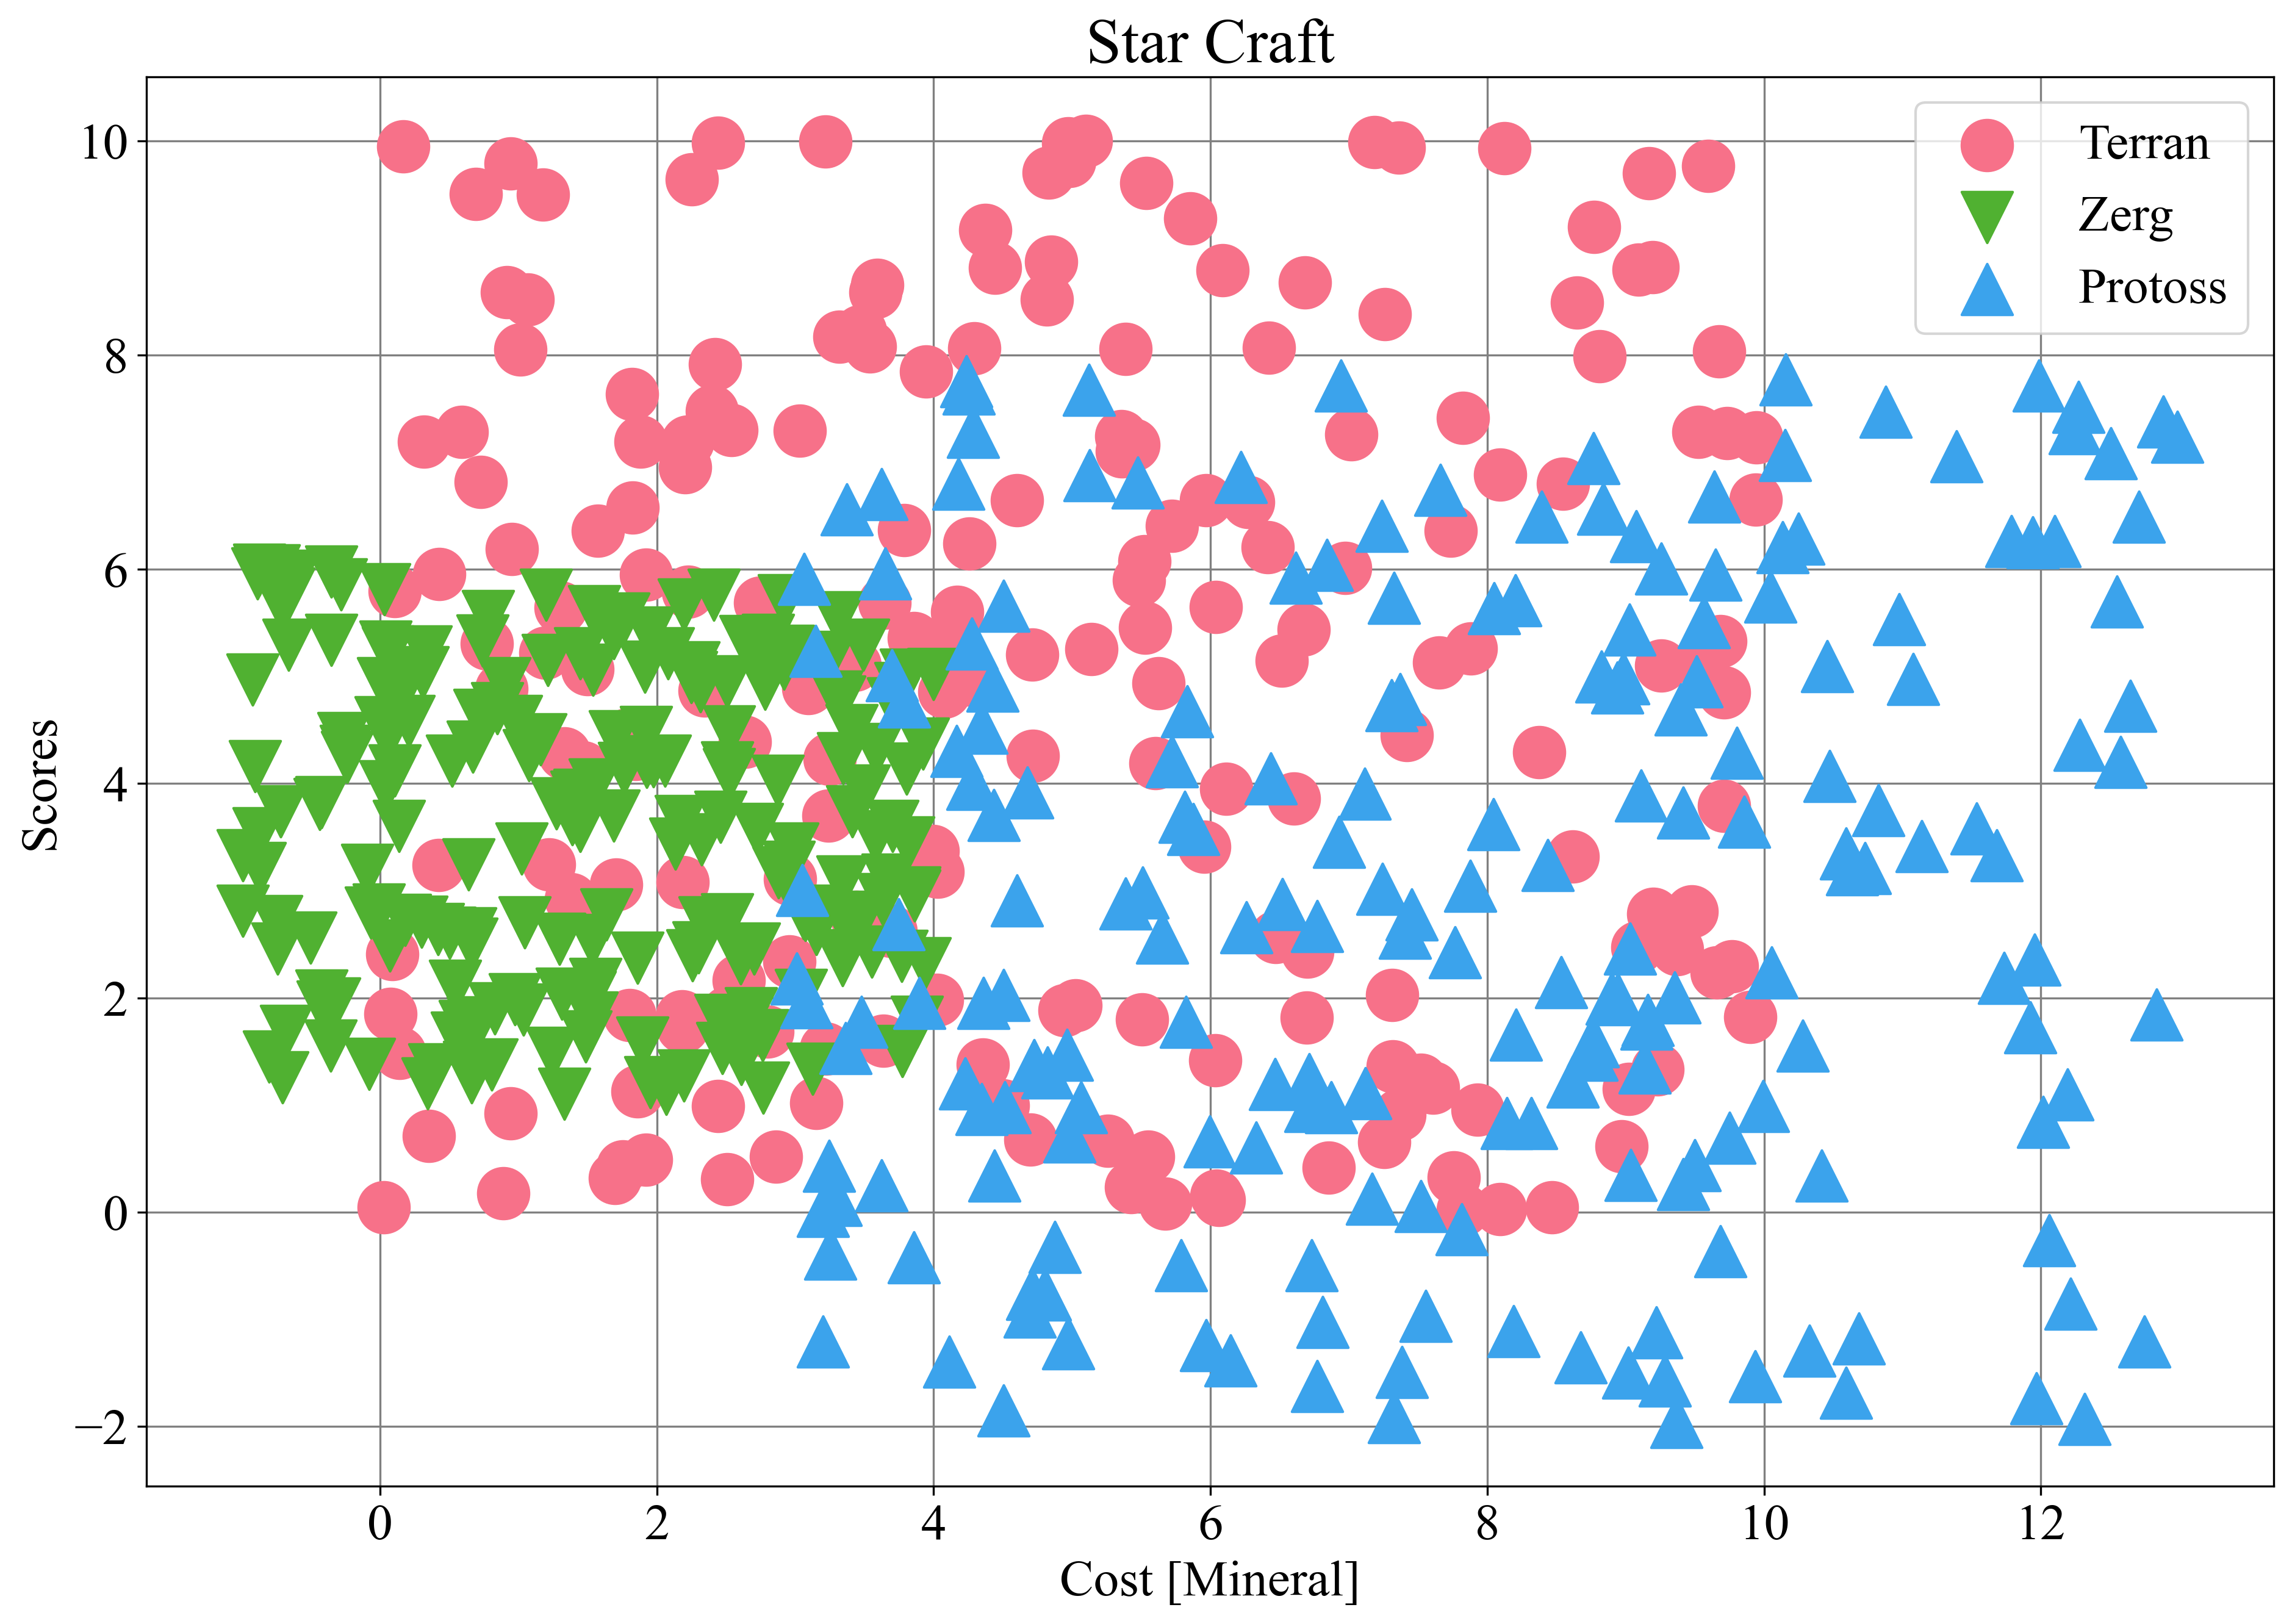 Star Craft
Terran
Zerg
Protoss
10
8
6
4
2
0
−2
Scores
0 2 4 6 8 10 12
Cost [Mineral]